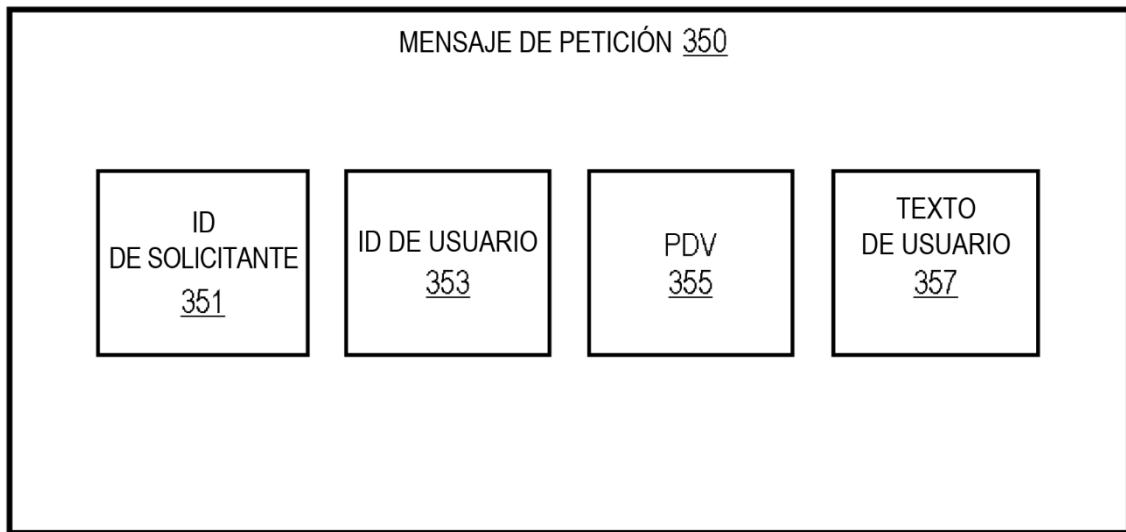 MENSAJE DE PETICIÓN 350
ID
DE SOLICITANTE
351
ID DE USUARIO
353
PDV
355
TEXTO
DE USUARIO
357